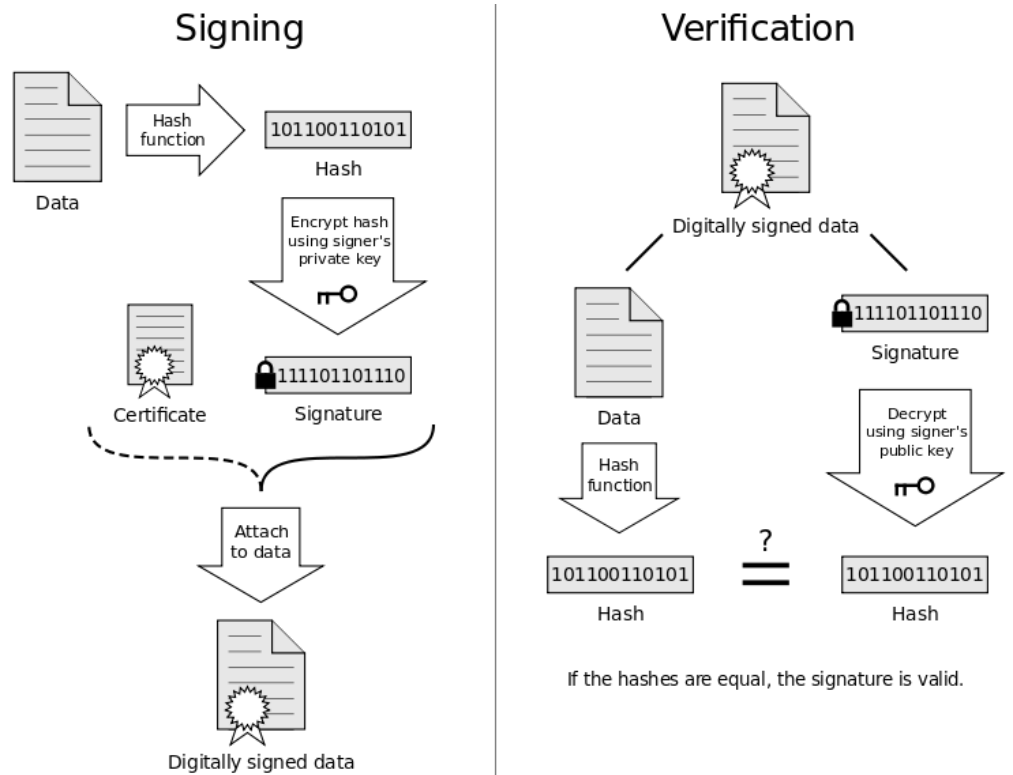 Signing
Data
Hash
function
101100110101
Hash
Encrypt hash
using signer's
private key
Certificate
111101101110
Signature
Attach
to data
Digitally signed data
Verification
Digitally signed data
Data
111101101110
Signature
Hash
function
Decrypt
using signer's
public key
101100110101
Hash
?
=
101100110101
Hash
If the hashes are equal, the signature is valid.